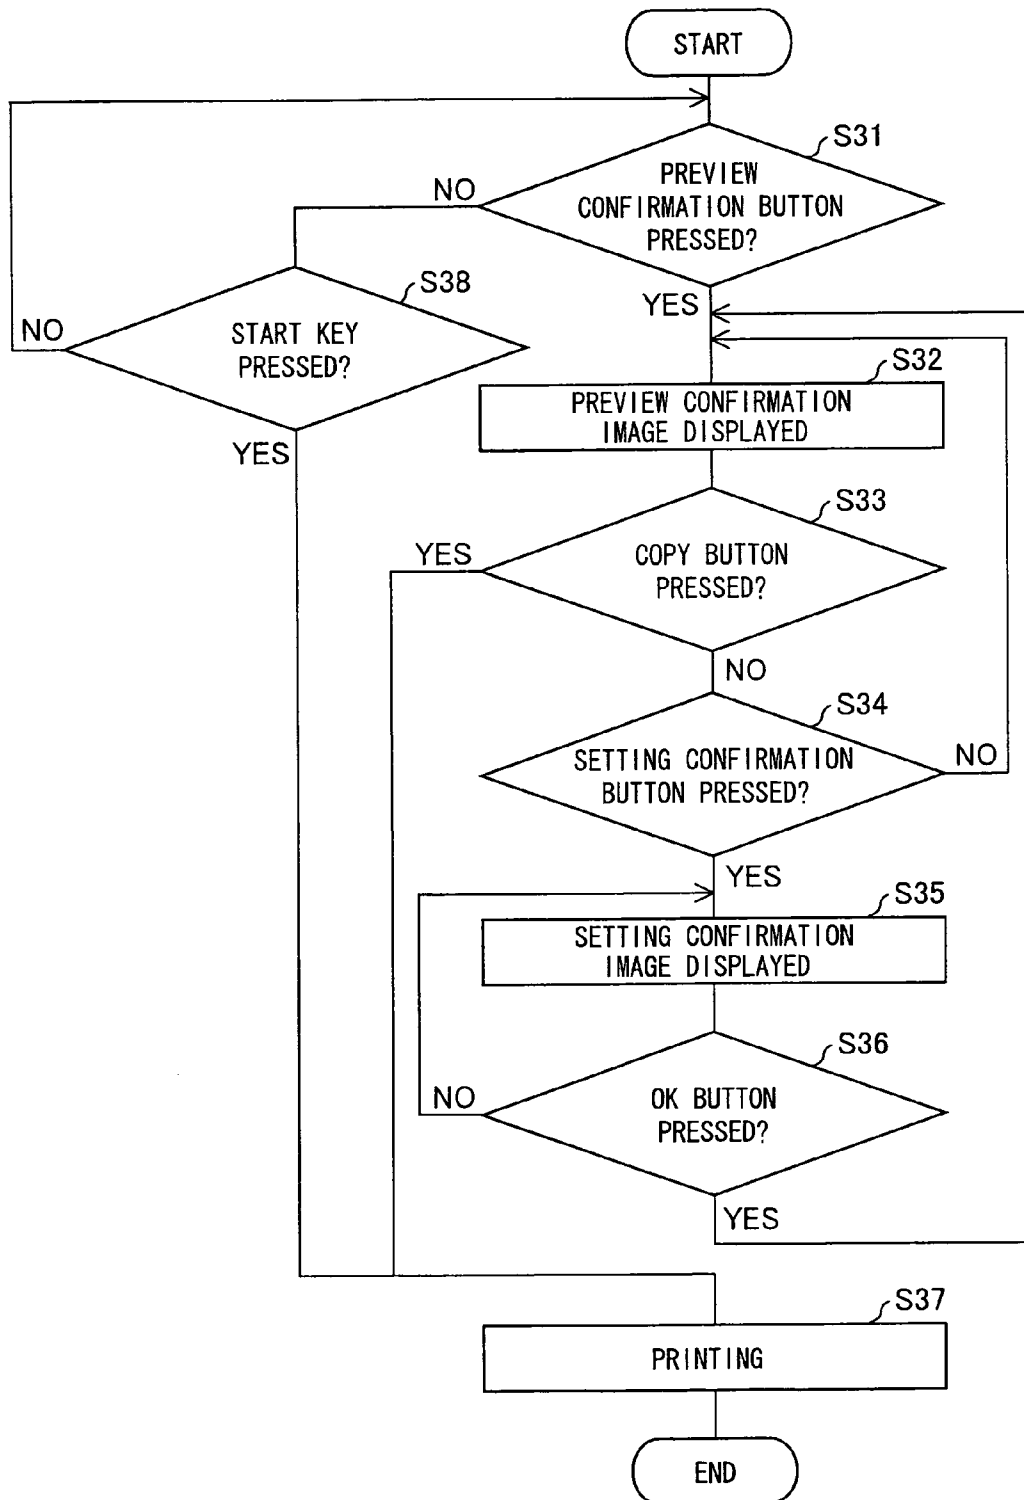 START
S31
PREVIEW
CONFIRMATION BUTTON
PRESSED?
NO
YES
S38
START KEY
PRESSED?
NO
YES
S32
PREVIEW CONFIRMATION
IMAGE DISPLAYED
S33
COPY BUTTON
PRESSED?
YES
NO
S34
SETTING CONFIRMATION
BUTTON PRESSED?
NO
YES
S35
SETTING CONFIRMATION
IMAGE DISPLAYED
S36
OK BUTTON
PRESSED?
NO
YES
S37
PRINTING
END